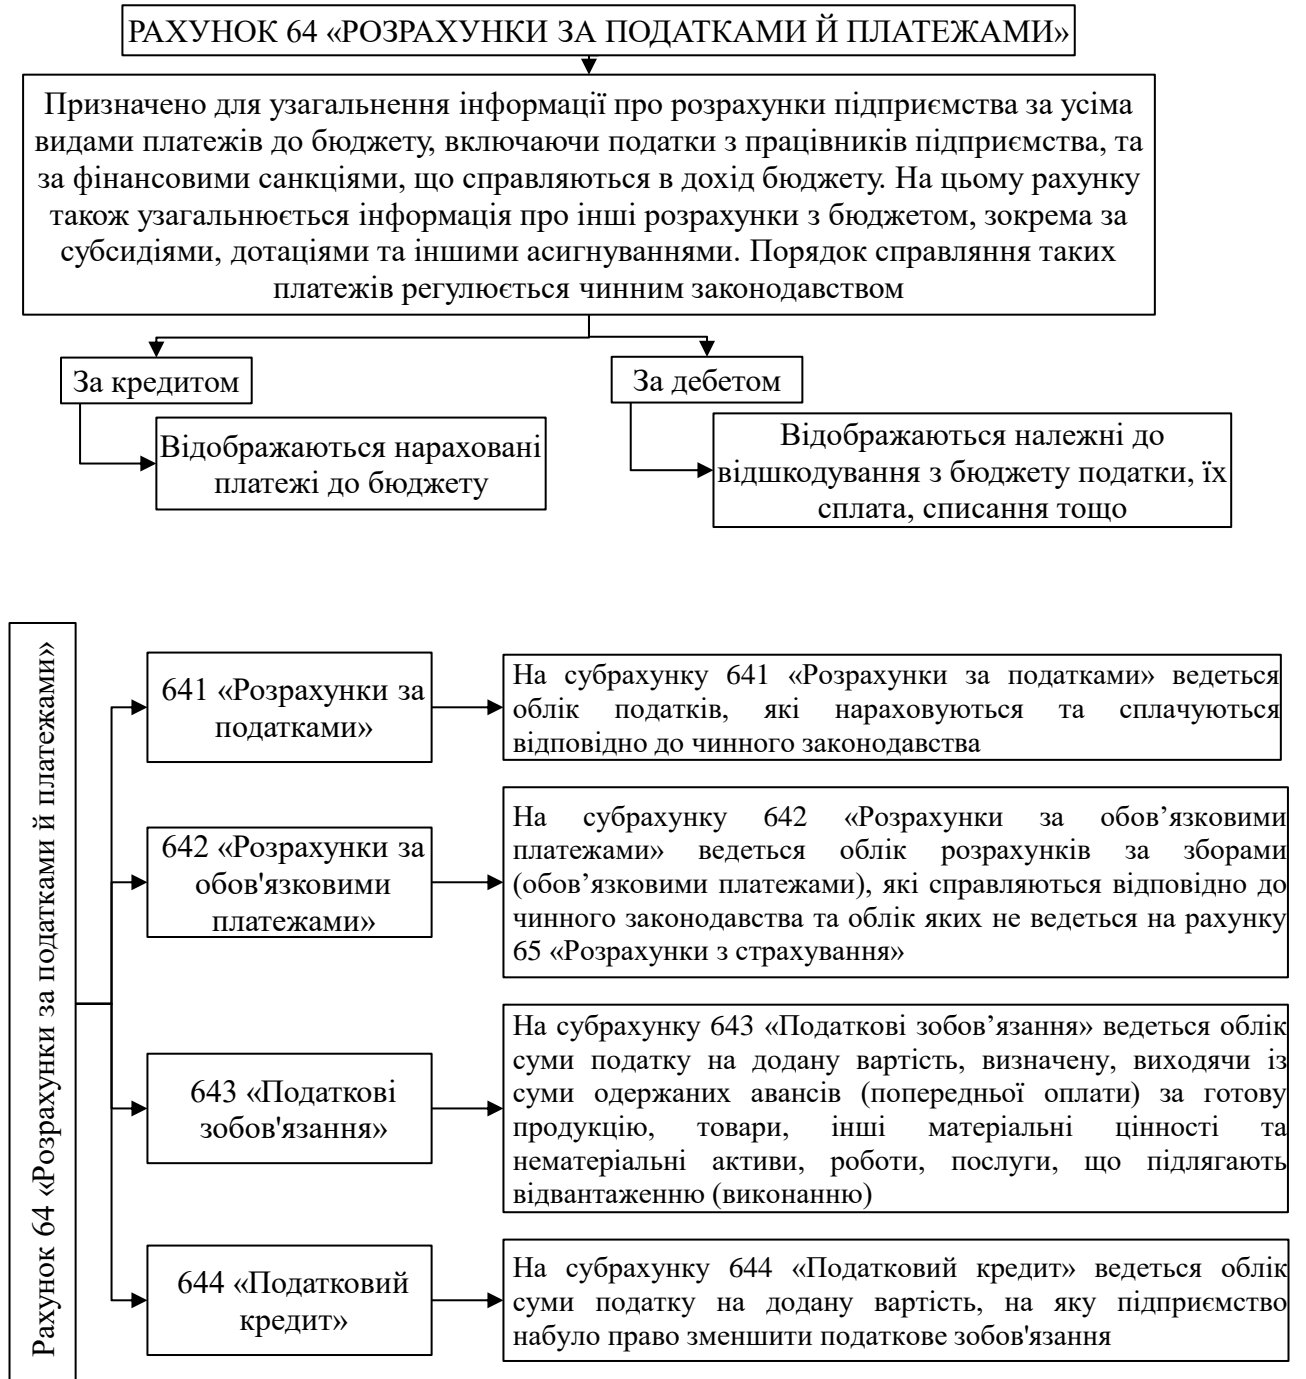 РАХУНОК 64 «РОЗРАХУНКИ ЗА ПОДАТКАМИ Й ПЛАТЕЖАМИ»
Призначено для узагальнення інформації про розрахунки підприємства за усіма
видами платежів до бюджету, включаючи податки з працівників підприємства, та
за фінансовими санкціями, що справляються в дохід бюджету. На цьому рахунку
також узагальнюється інформація про інші розрахунки з бюджетом, зокрема за
субсидіями, дотаціями та іншими асигнуваннями. Порядок справляння таких
платежів регулюється чинним законодавством
За кредитом
Відображаються нараховані
платежі до бюджету
За дебетом
Відображаються належні до
відшкодування з бюджету податки, їх
сплата, списання тощо
Рахунок 64 «Розрахунки за податками й платежами»
641 «Розрахунки за
податками»
На субрахунку 641 «Розрахунки за податками» ведеться
облік податків, які нараховуються та сплачуються
відповідно до чинного законодавства
642 «Розрахунки за
обов'язковими
платежами»
На субрахунку 642 «Розрахунки за обов’язковими
платежами» ведеться облік розрахунків за зборами
(обов’язковими платежами), які справляються відповідно до
чинного законодавства та облік яких не ведеться на рахунку
65 «Розрахунки з страхування»
643 «Податкові
зобов'язання»
На субрахунку 643 «Податкові зобов’язання» ведеться облік
суми податку на додану вартість, визначену, виходячи із
суми одержаних авансів (попередньої оплати) за готову
продукцію, товари, інші матеріальні цінності та
нематеріальні активи, роботи, послуги, що підлягають
відвантаженню (виконанню)
644 «Податковий
кредит»
На субрахунку 644 «Податковий кредит» ведеться облік
суми податку на додану вартість, на яку підприємство
набуло право зменшити податкове зобов'язання